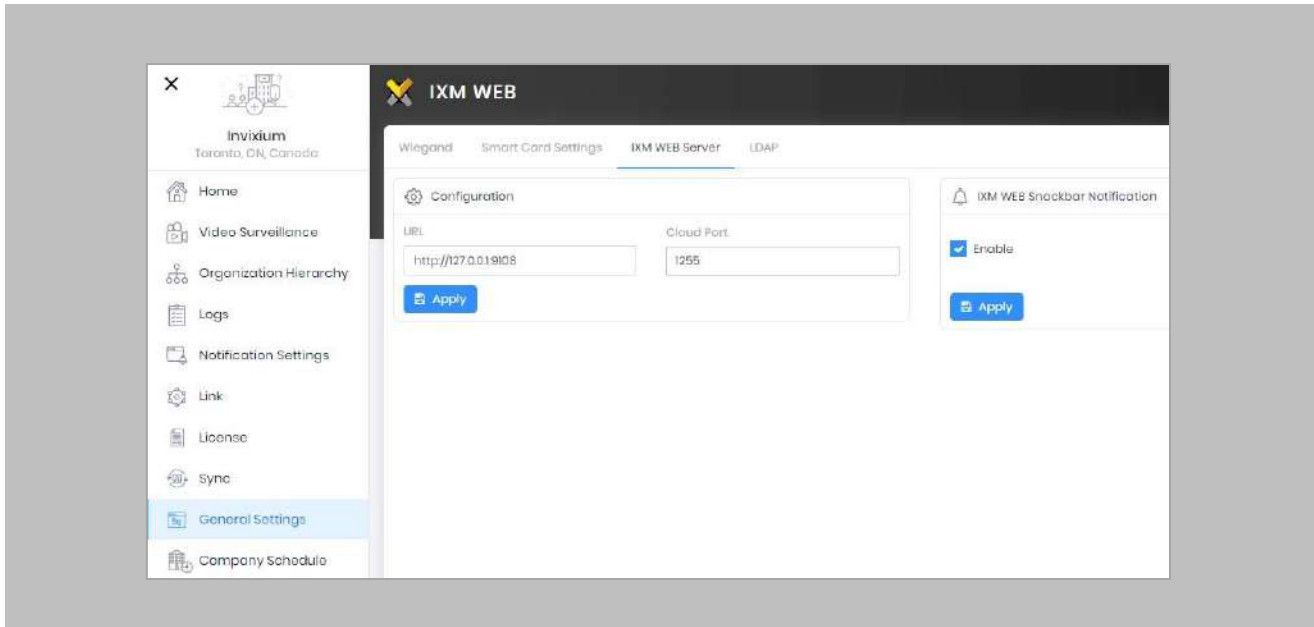 IXM WEB
Invixium
Toronto, ON, Canada
Home
Video Surveillance
Organization Hierarchy
Logs
Notification Settings
Link
License
Sync
General Settings
Company Schedule
Wiegand Smart Card Settings IXM WEB Server LDAP
Configuration
URL Cloud Port
http://127.0.0.1:9108 1255
Apply
IXM WEB Snackbar Notification
Enable
Apply